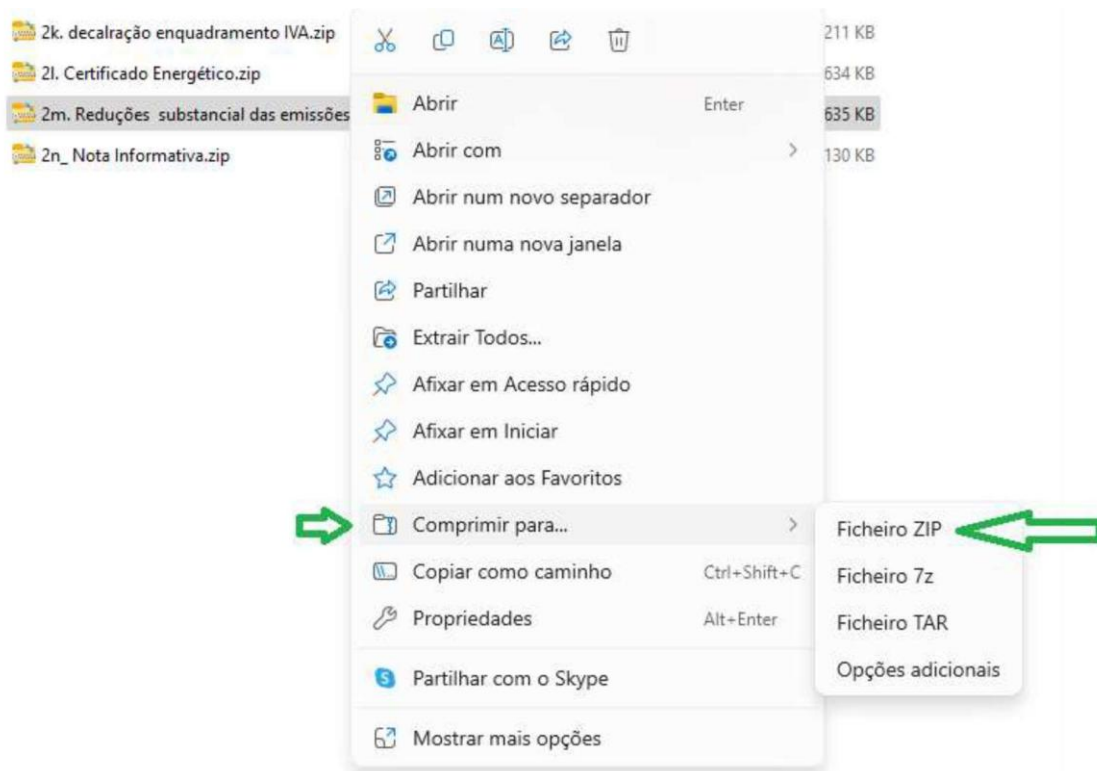 2k. decalração enquadramento IVA.zip
211 KB
2l. Certificado Energético.zip
634 KB
2m. Reduções  substancial das emissões
635 KB
2n_ Nota Informativa.zip
130 KB
Abrir Enter
Abrir com
Abrir num novo separador
Abrir numa nova janela
Partilhar
Extrair Todos...
Afixar em Acesso rápido
Afixar em Iniciar
Adicionar aos Favoritos
Comprimir para...
Copiar como caminho Ctrl+Shift+C
Propriedades Alt+Enter
Partilhar com o Skype
Mostrar mais opções
Ficheiro ZIP
Ficheiro 7z
Ficheiro TAR
Opções adicionais